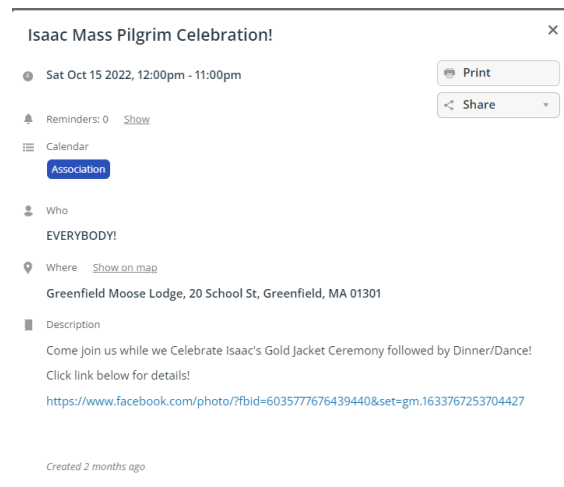 Isaac Mass Pilgrim Celebration!
Sat Oct 15 2022, 12:00pm - 11:00pm
Print
Share
Reminders: 0 Show
Calendar
Association
Who
EVERYBODY!
Where Show on map
Greenfield Moose Lodge, 20 School St, Greenfield, MA 01301
Description
Come join us while we Celebrate Isaac's Gold Jacket Ceremony followed by Dinner/Dance!
Click link below for details!
https://www.facebook.com/photo/?fbid=6035777676439440&set=gm.1633767253704427
Created 2 months ago